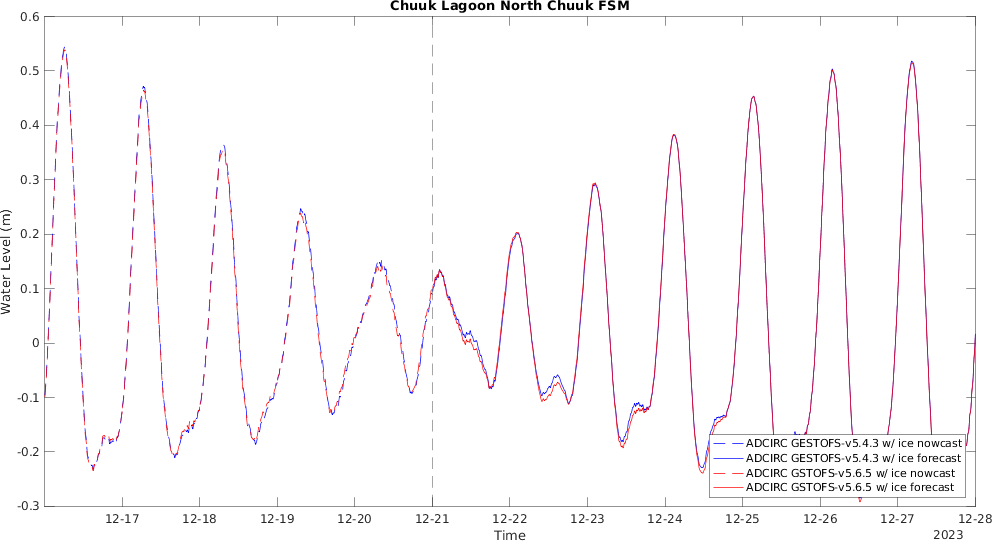 Chuuk Lagoon North Chuuk FSM
0.6
0.5
0.4
0.3
0.2
0.1
0
-0.1
-0.2
-0.3
Water Level (m)
ADCIRC GESTOFS-v5.4.3 w/ ice nowcast
ADCIRC GESTOFS-v5.4.3 w/ ice forecast
ADCIRC GSTOFS-v5.6.5 w/ ice nowcast
ADCIRC GSTOFS-v5.6.5 w/ ice forecast
12-17 12-18 12-19 12-20 12-21 12-22 12-23 12-24 12-25 12-26 12-27 12-28
Time
2023